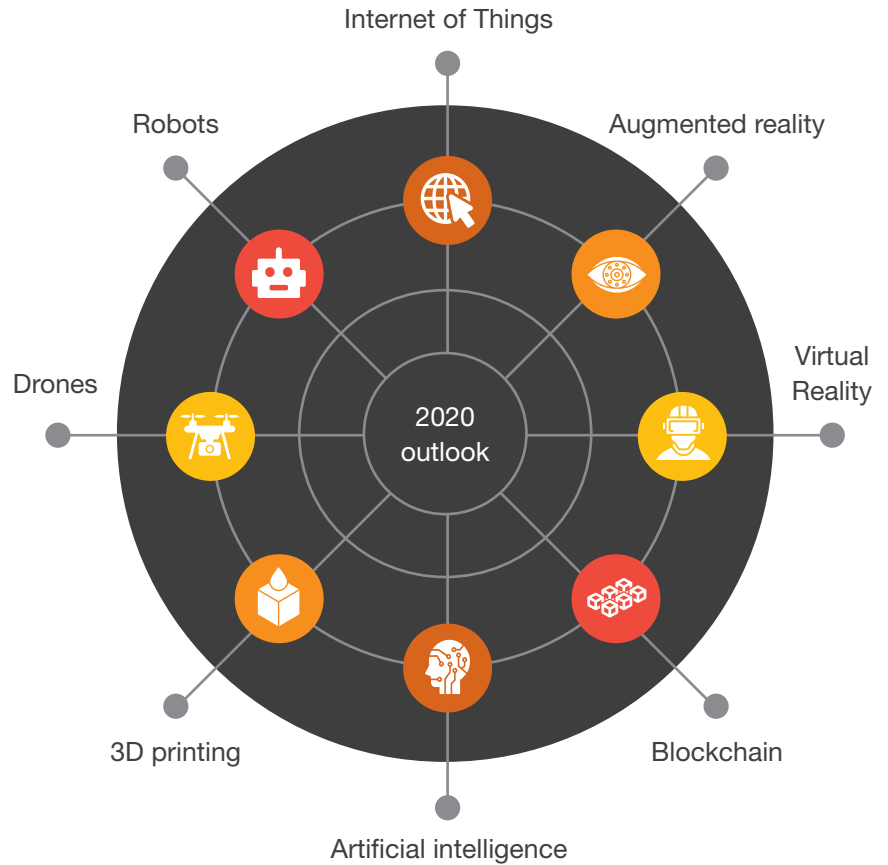 Internet of Things
Robots
Augmented reality
Drones
Virtual
Reality
2020
outlook
3D printing
Blockchain
Artificial intelligence